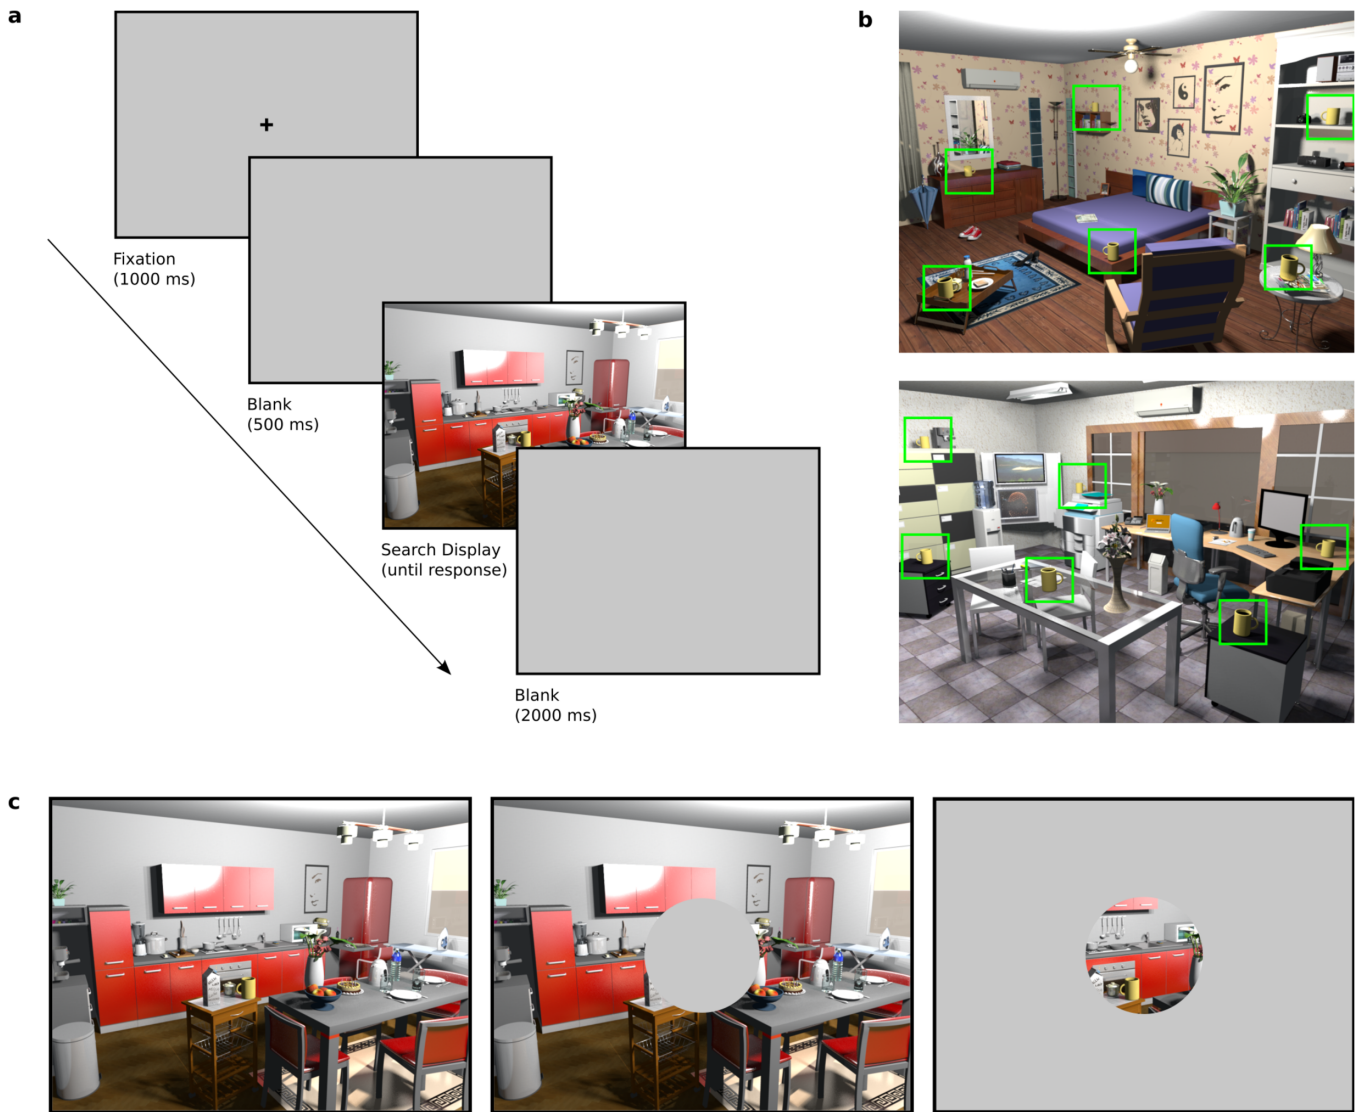 a
Fixation
(1000 ms)
Blank
(500 ms)
Search Display
(until response)
Blank
(2000 ms)
b
c